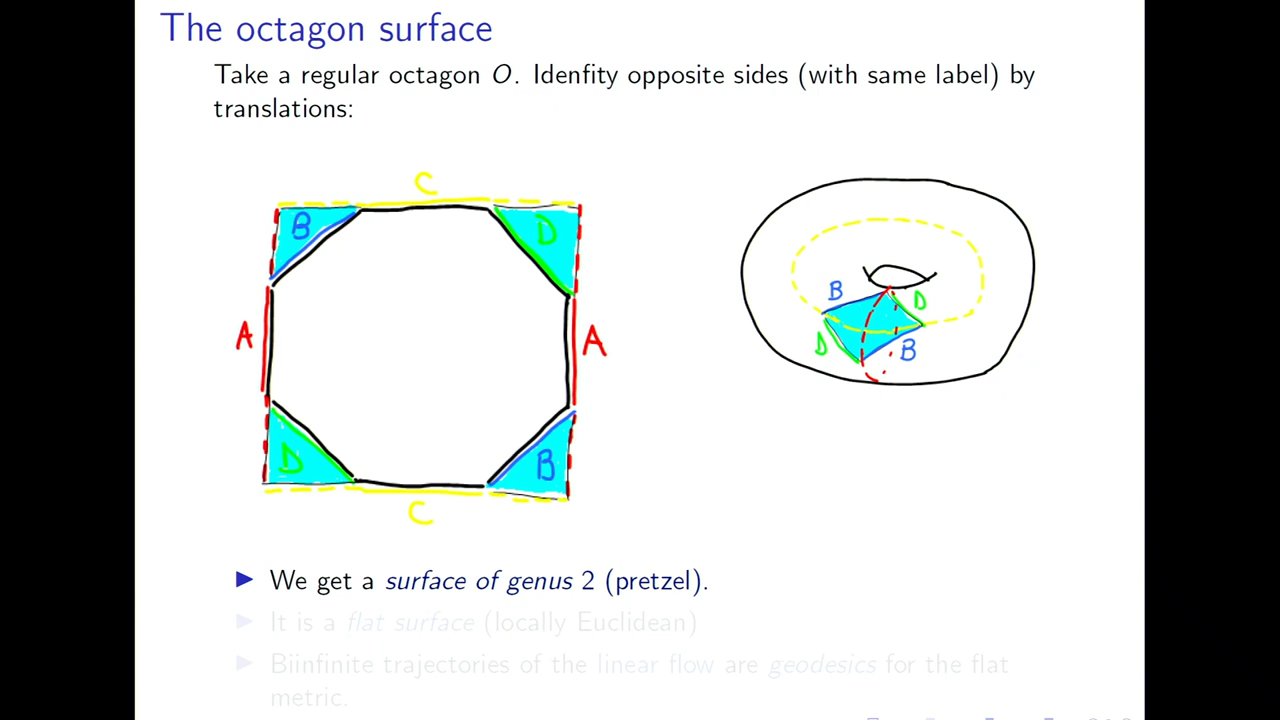 The octagon surface
Take a regular octagon O. Idenfity opposite sides (with same label) by
translations:
C
B
D
A
A
D
B
C
B
D
D
B
We get a surface of genus 2 (pretzel).
It is a flat surface (locally Euclidean)
Biinfinite trajectories of the linear flow are geodesics for the flat
metric.